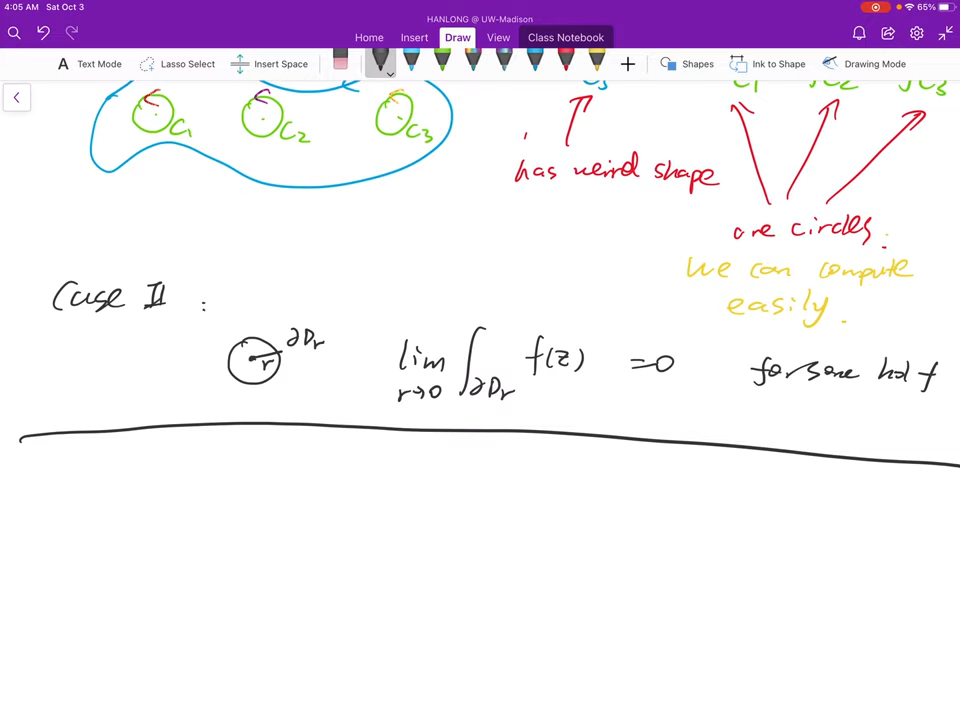 4:05 AM Sat Oct 3
65%
HANLONG @ UW-Madison
Home Insert Draw View Class Notebook
A Text Mode Lasso Select Insert Space Shapes Ink to Shape Drawing Mode
C1 C2 C3
has weird shape
are circles.
We can compute
easily.
Case II :
r ∂Dr
lim r→0 ∫∂Dr f(z) =0 for some hol f